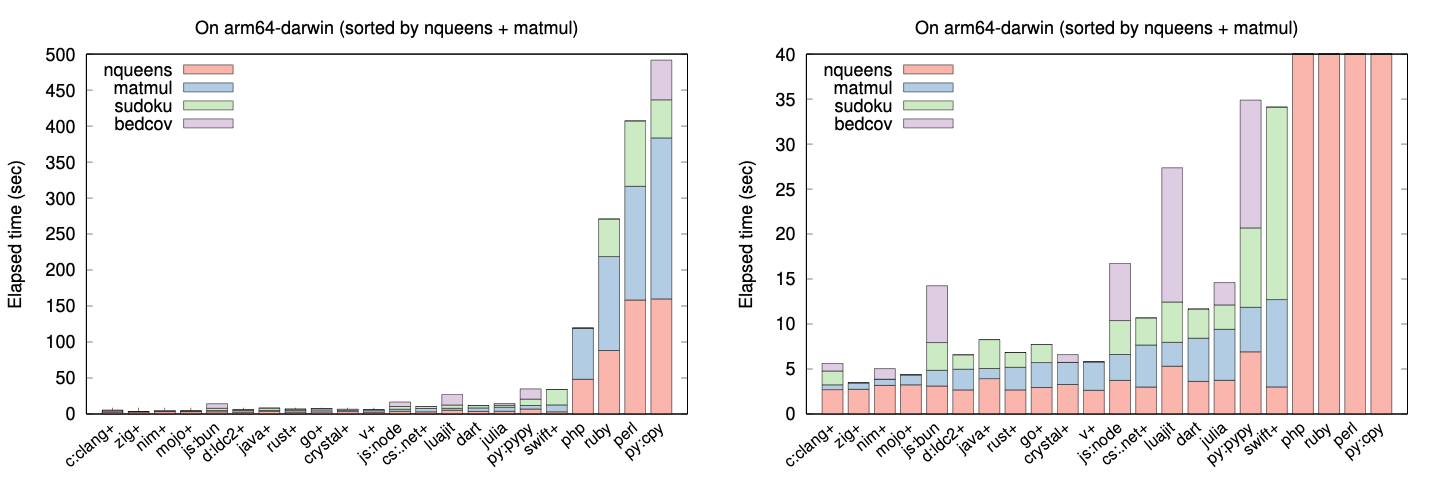 On arm64-darwin (sorted by nqueens + matmul)
500
450
400
350
300
250
200
150
100
50
0
Elapsed time (sec)
nqueens
matmul
sudoku
bedcov
c:clang+
zig+
nim+
mojo+
js:bun
d:ldc2+
java+
rust+
go+
crystal+
v+
js:node
cs:.net+
luajit
dart
julia
py:pypy
swift+
php
ruby
perl
py:cpy
On arm64-darwin (sorted by nqueens + matmul)
40
35
30
25
20
15
10
5
0
Elapsed time (sec)
nqueens
matmul
sudoku
bedcov
c:clang+
zig+
nim+
mojo+
js:bun
d:ldc2+
java+
rust+
go+
crystal+
v+
js:node
cs:.net+
luajit
dart
julia
py:pypy
swift+
php
ruby
perl
py:cpy